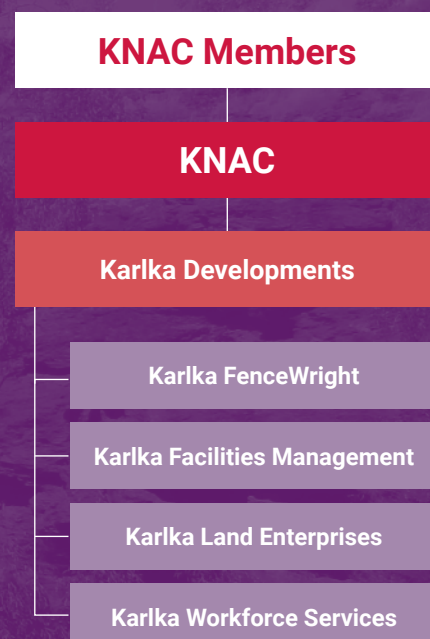 KNAC Members
KNAC
Karlka Developments
Karlka FenceWright
Karlka Facilities Management
Karlka Land Enterprises
Karlka Workforce Services